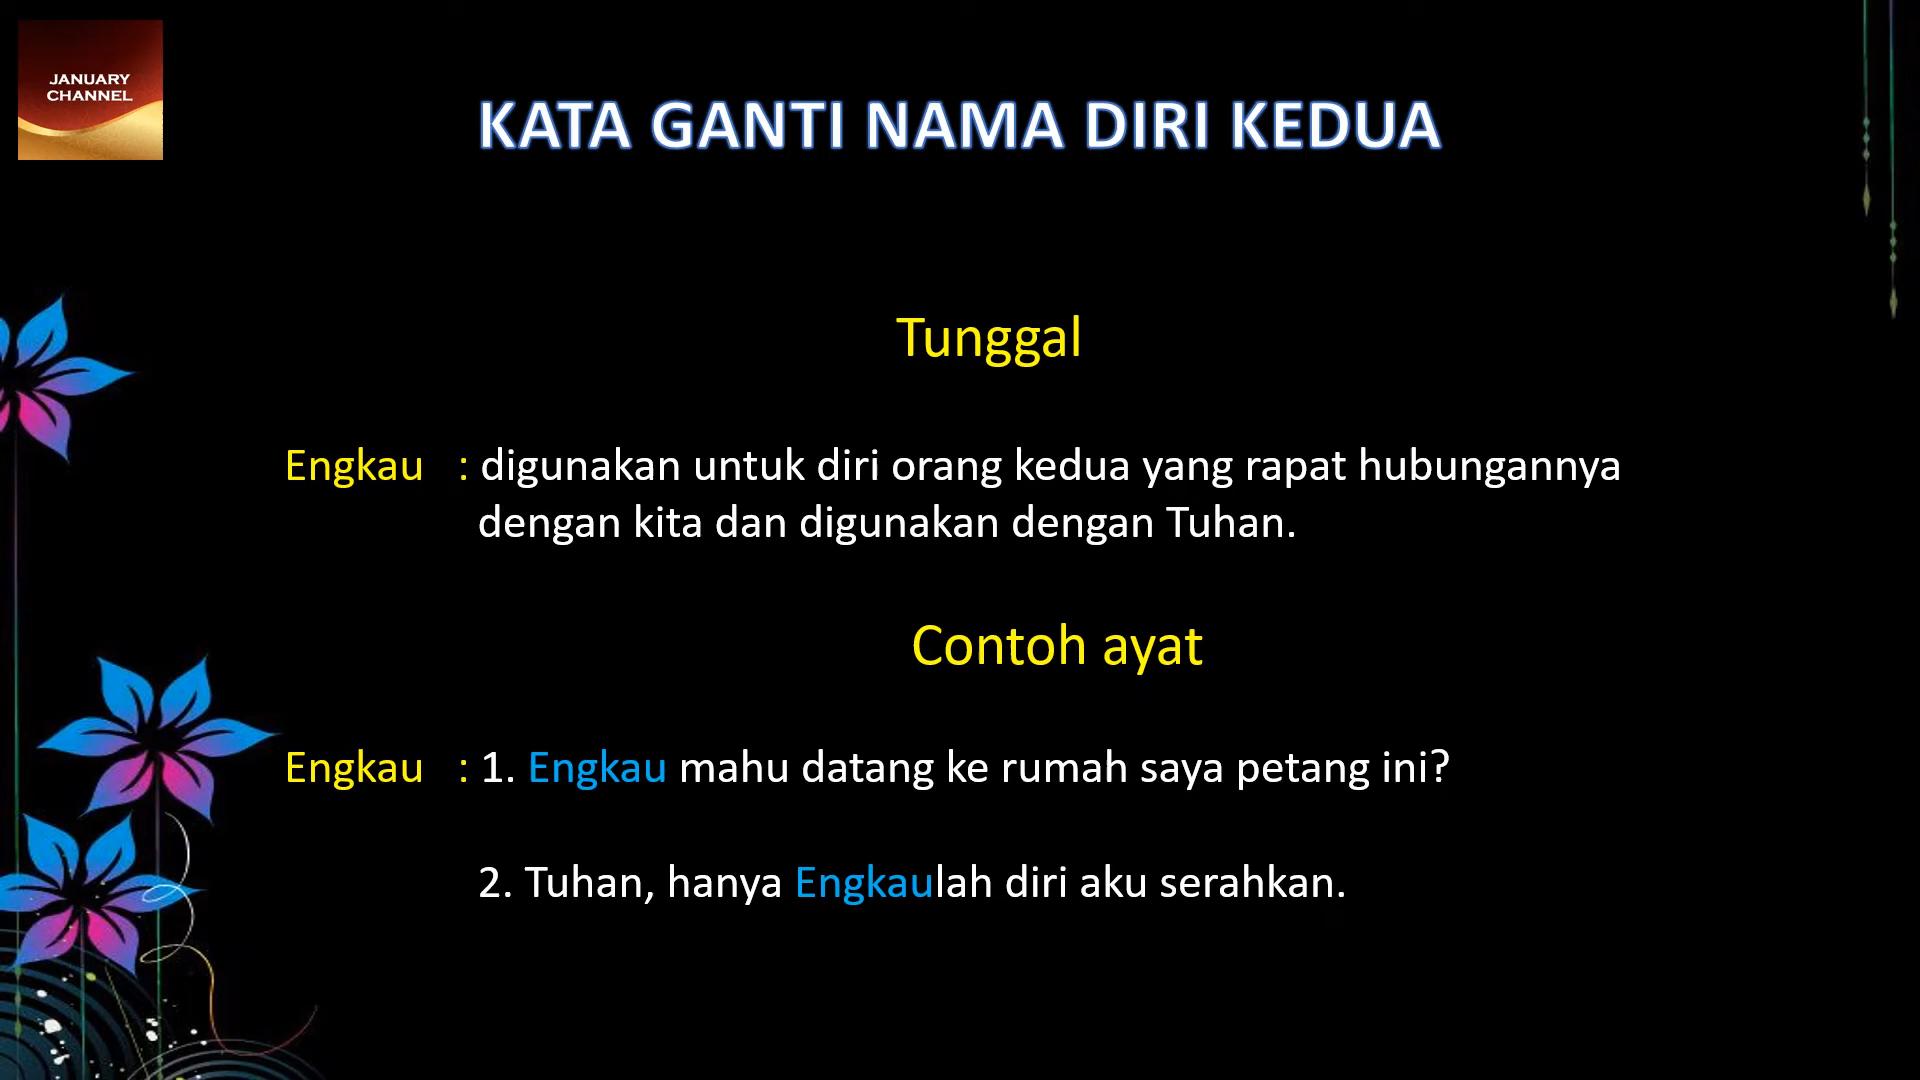 JANUARY
CHANNEL
KATA GANTI NAMA DIRI KEDUA
Tunggal
Engkau : digunakan untuk diri orang kedua yang rapat hubungannya
dengan kita dan digunakan dengan Tuhan.
Contoh ayat
Engkau : 1. Engkau mahu datang ke rumah saya petang ini?
2. Tuhan, hanya Engkaulah diri aku serahkan.